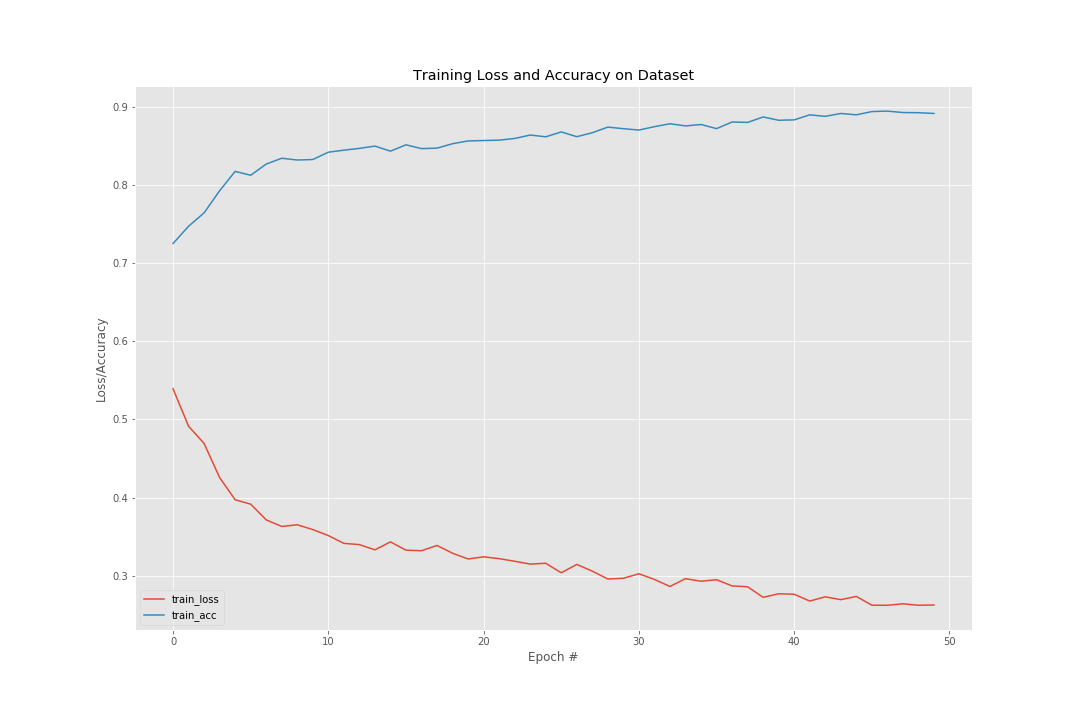 Training Loss and Accuracy on Dataset
0.9
0.8
0.7
0.6
0.5
0.4
0.3
Loss/Accuracy
train_loss
train_acc
0 10 20 30 40 50
Epoch #